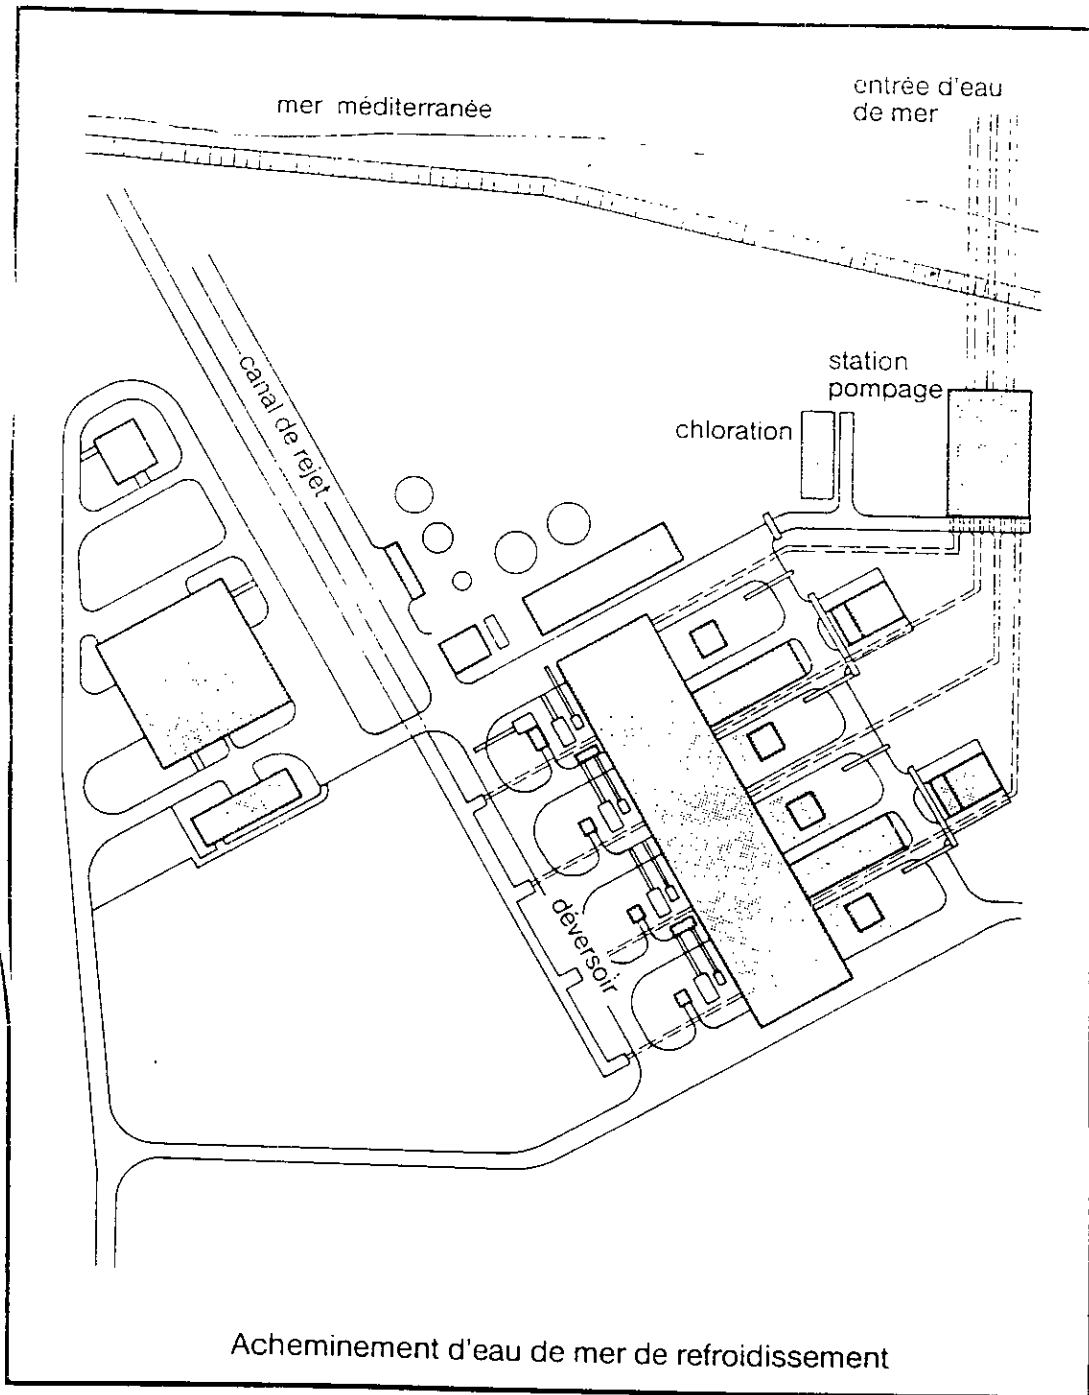 mer méditerranée
entrée d'eau
de mer
canal de rejet
station
pompage
chloration
déversoir
Acheminement d'eau de mer de refroidissement